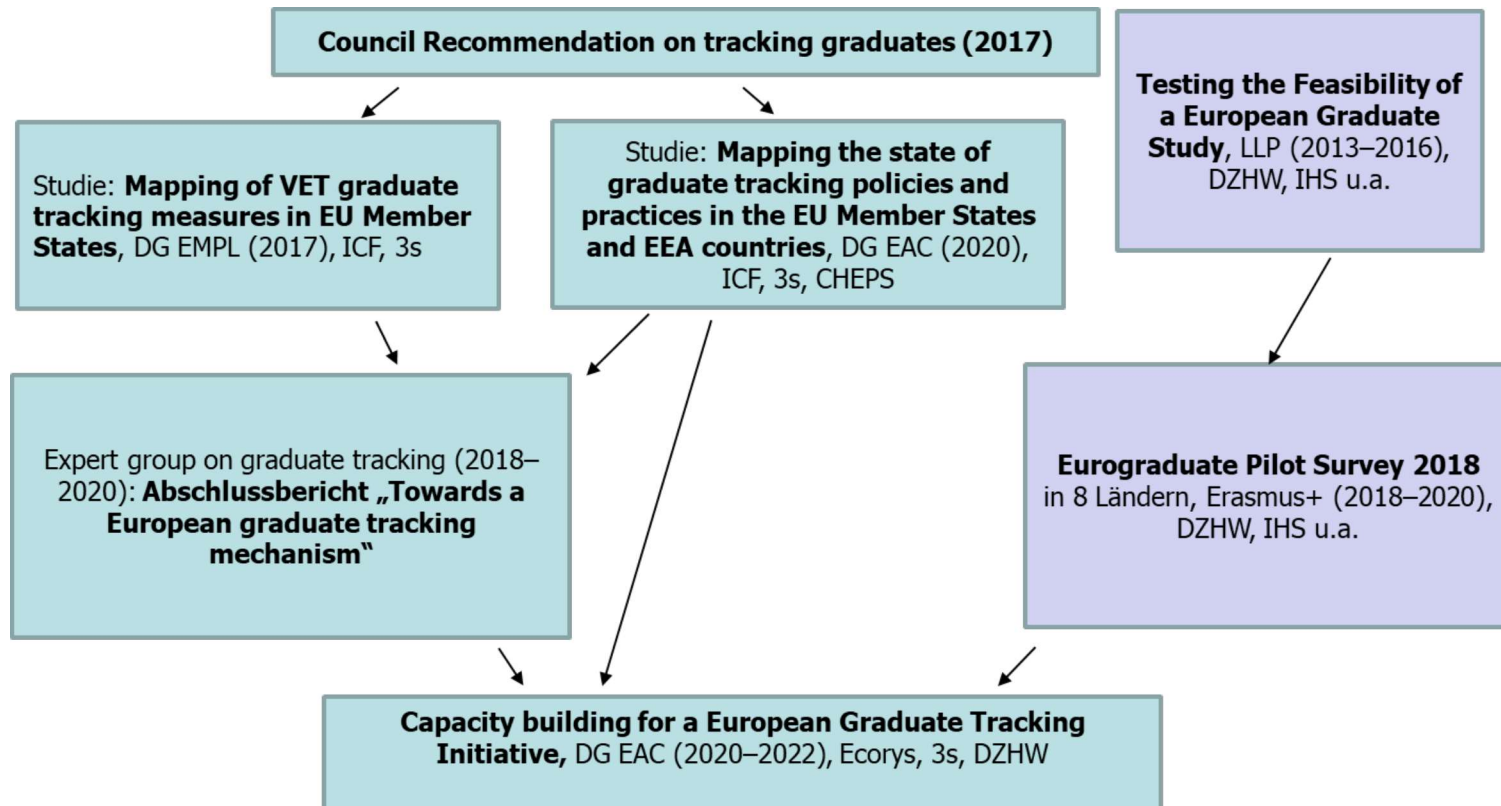 Council Recommendation on tracking graduates (2017)
Testing the Feasibility of
a European Graduate
Study, LLP (2013–2016),
DZHW, IHS u.a.
Studie: Mapping of VET graduate
tracking measures in EU Member
States, DG EMPL (2017), ICF, 3s
Studie: Mapping the state of
graduate tracking policies and
practices in the EU Member States
and EEA countries, DG EAC (2020),
ICF, 3s, CHEPS
Expert group on graduate tracking (2018–
2020): Abschlussbericht „Towards a
European graduate tracking
mechanism“
Eurograduate Pilot Survey 2018
in 8 Ländern, Erasmus+ (2018–2020),
DZHW, IHS u.a.
Capacity building for a European Graduate Tracking
Initiative, DG EAC (2020–2022), Ecorys, 3s, DZHW